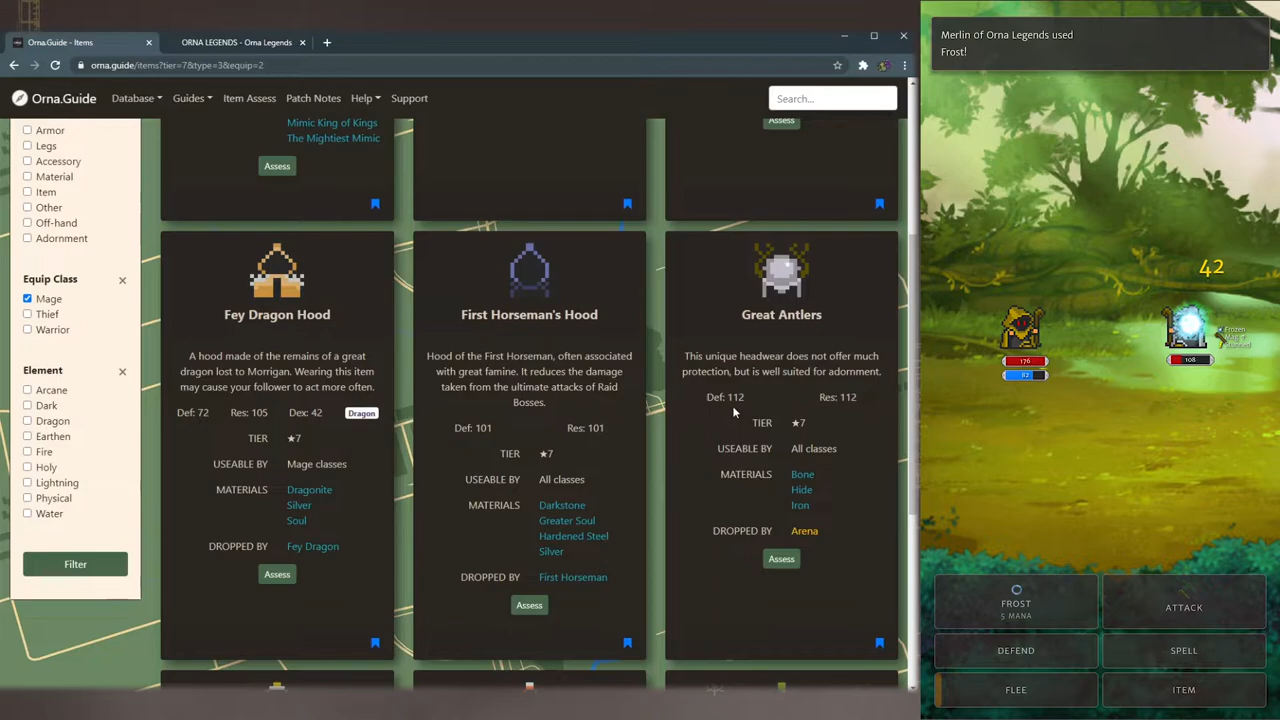 Orna.Guide - Items
ORNA LEGENDS - Orna Legends
orna.guide/items?tier=7&type=3&equip=2
Orna.Guide
Database
Guides
Item Assess
Patch Notes
Help
Support
Search...
Armor
Legs
Accessory
Material
Item
Other
Off-hand
Adornment
Equip Class
Mage
Thief
Warrior
Element
Arcane
Dark
Dragon
Earthen
Fire
Holy
Lightning
Physical
Water
Filter
Mimic King of Kings
The Mightiest Mimic
Assess
Assess
Fey Dragon Hood
A hood made of the remains of a great
dragon lost to Morrigan. Wearing this item
may cause your follower to act more often.
Def: 72 Res: 105 Dex: 42 Dragon
TIER ★7
USEABLE BY Mage classes
MATERIALS Dragonite
Silver
Soul
DROPPED BY Fey Dragon
Assess
First Horseman's Hood
Hood of the First Horseman, often associated
with great famine. It reduces the damage
taken from the ultimate attacks of Raid
Bosses.
Def: 101 Res: 101
TIER ★7
USEABLE BY All classes
MATERIALS Darkstone
Greater Soul
Hardened Steel
Silver
DROPPED BY First Horseman
Assess
Great Antlers
This unique headwear does not offer much
protection, but is well suited for adornment.
Def: 112 Res: 112
TIER ★7
USEABLE BY All classes
MATERIALS Bone
Hide
Iron
DROPPED BY Arena
Assess
Merlin of Orna Legends used
Frost!
42
176
82
Frozen
Mag
Stunned
108
FROST
5 MANA
ATTACK
DEFEND
SPELL
FLEE
ITEM